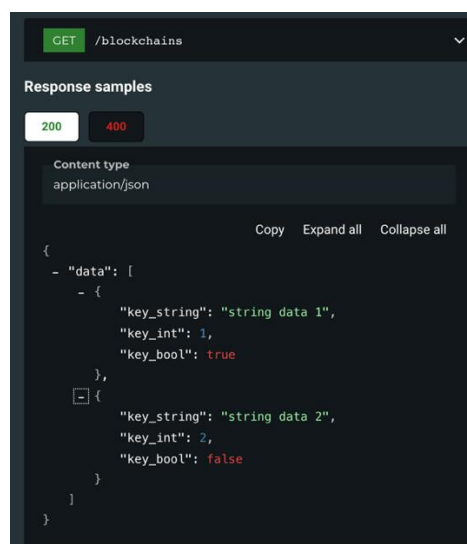 GET /blockchains
Response samples
200 400
Content type
application/json
Copy Expand all Collapse all
{
- "data": [
- {
"key_string": "string data 1",
"key_int": 1,
"key_bool": true
},
- {
"key_string": "string data 2",
"key_int": 2,
"key_bool": false
}
]
}